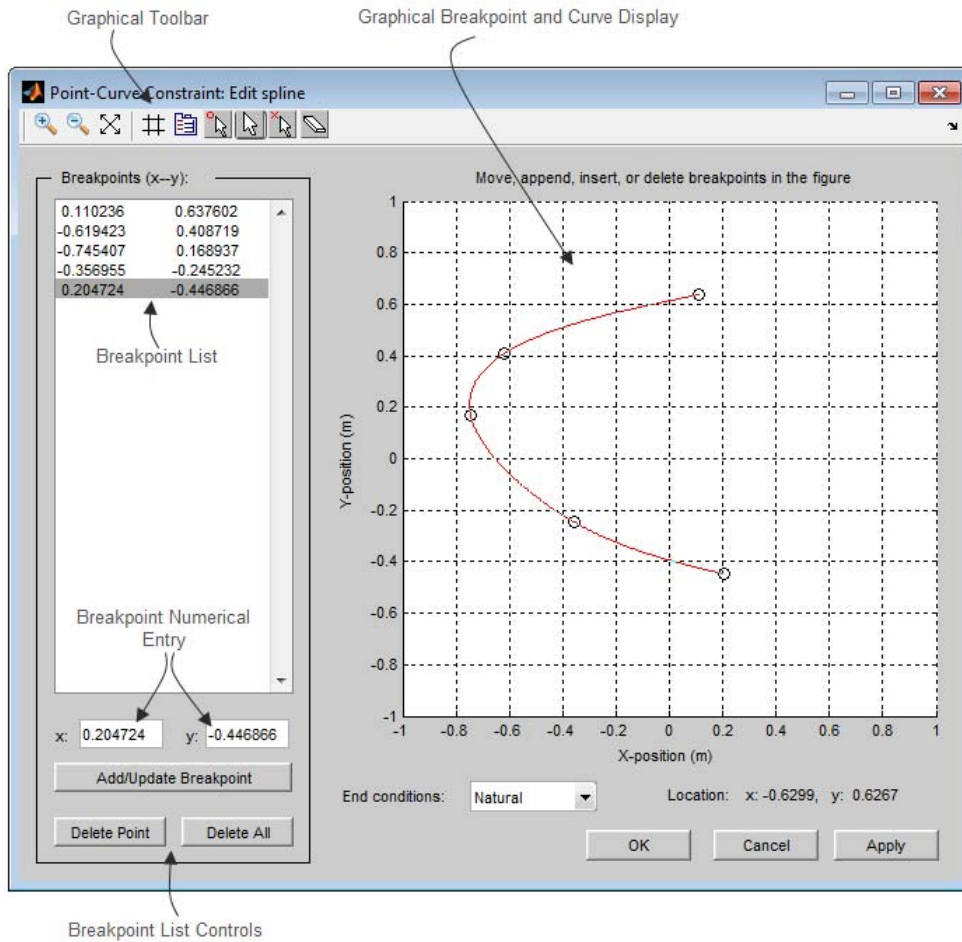 Graphical Toolbar
Graphical Breakpoint and Curve Display
Point-Curve Constraint: Edit spline
Breakpoints (x--y):
0.110236 0.637602
-0.619423 0.408719
-0.745407 0.168937
-0.356955 -0.245232
0.204724 -0.446866
Breakpoint List
Breakpoint Numerical
Entry
x: 0.204724 y: -0.446866
Add/Update Breakpoint
Delete Point Delete All
Breakpoint List Controls
Move, append, insert, or delete breakpoints in the figure
1
0.8
0.6
0.4
0.2
0
-0.2
-0.4
-0.6
-0.8
-1
Y-position (m)
-1 -0.8 -0.6 -0.4 -0.2 0 0.2 0.4 0.6 0.8 1
X-position (m)
End conditions: Natural Location: x: -0.6299, y: 0.6267
OK Cancel Apply